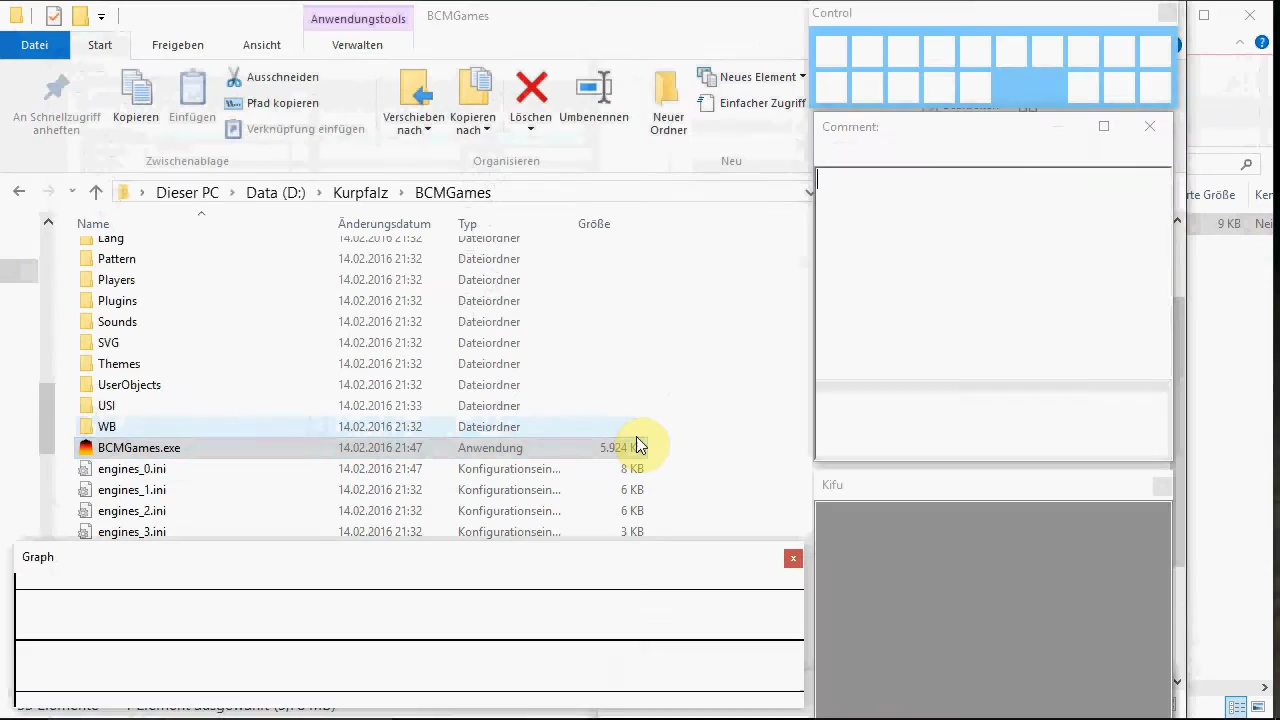 Anwendungstools
BCMGames
Datei
Start
Freigeben
Ansicht
Verwalten
An Schnellzugriff
anheften
Kopieren
Einfügen
Ausschneiden
Pfad kopieren
Verknüpfung einfügen
Verschieben
nach
Kopieren
nach
Löschen
Umbenennen
Neuer
Ordner
Neues Element
Einfacher Zugriff
Zwischenablage
Organisieren
Neu
Dieser PC
Data (D:)
Kurpfalz
BCMGames
Name
Änderungsdatum
Typ
Größe
Lang 14.02.2016 21:32 Dateiordner
Pattern 14.02.2016 21:32 Dateiordner
Players 14.02.2016 21:32 Dateiordner
Plugins 14.02.2016 21:32 Dateiordner
Sounds 14.02.2016 21:32 Dateiordner
SVG 14.02.2016 21:32 Dateiordner
Themes 14.02.2016 21:32 Dateiordner
UserObjects 14.02.2016 21:32 Dateiordner
USI 14.02.2016 21:33 Dateiordner
WB 14.02.2016 21:32 Dateiordner
BCMGames.exe 14.02.2016 21:47 Anwendung 5.924
engines_0.ini 14.02.2016 21:47 Konfigurationsein... 8 KB
engines_1.ini 14.02.2016 21:32 Konfigurationsein... 6 KB
engines_2.ini 14.02.2016 21:32 Konfigurationsein... 6 KB
engines_3.ini 14.02.2016 21:32 Konfigurationsein... 3 KB
Graph
x
Control
Comment:
Kifu
rte Größe
9 KB